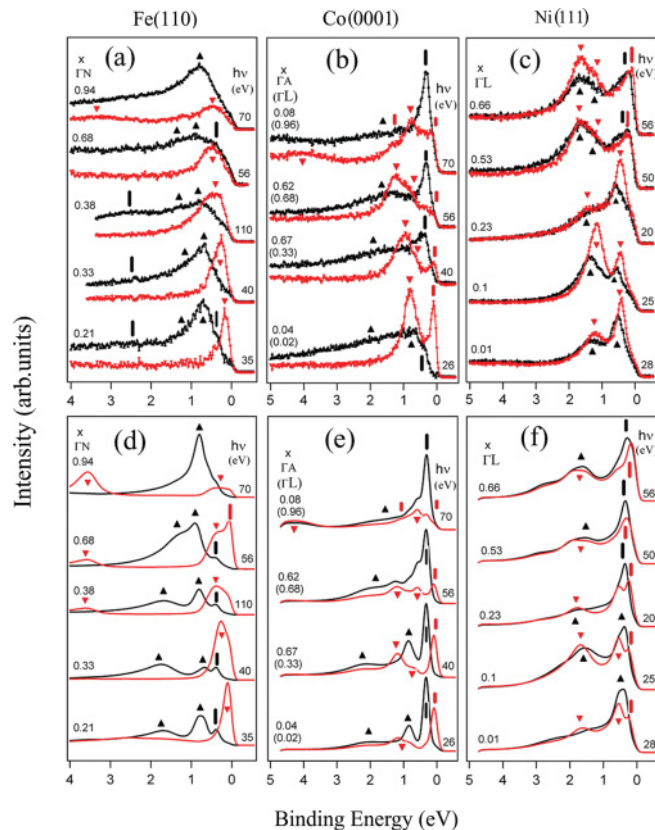 Fe(110) Co(0001) Ni(111)
(a) (b) (c)
x
ΓN
hν
(eV)
0.94
70
0.68
56
0.38
110
0.33
40
0.21
35
4 3 2 1 0
x
ΓA
(ΓL)
hν
(eV)
0.08
(0.96)
70
0.62
(0.68)
56
0.67
(0.33)
40
0.04
(0.02)
26
5 4 3 2 1 0
x
ΓL
hν
(eV)
0.66
56
0.53
50
0.23
20
0.1
25
0.01
28
5 4 3 2 1 0
Intensity (arb.units)
(d) (e) (f)
x
ΓN
hν
(eV)
0.94
70
0.68
56
0.38
110
0.33
40
0.21
35
4 3 2 1 0
x
ΓA
(ΓL)
hν
(eV)
0.08
(0.96)
70
0.62
(0.68)
56
0.67
(0.33)
40
0.04
(0.02)
26
5 4 3 2 1 0
x
ΓL
hν
(eV)
0.66
56
0.53
50
0.23
20
0.1
25
0.01
28
5 4 3 2 1 0
Binding Energy (eV)